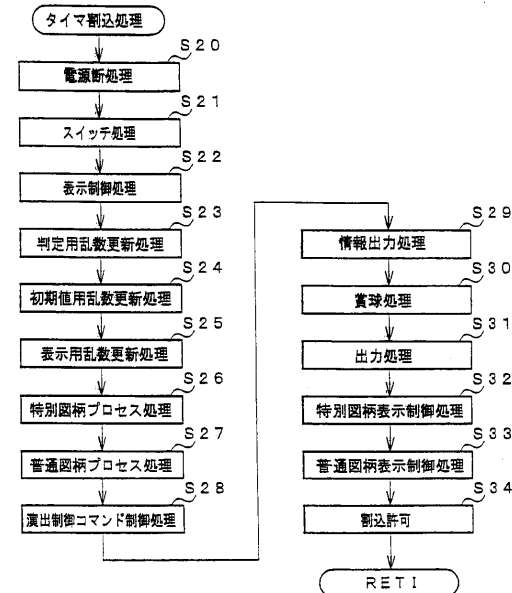 タイマ割込処理
S20
電源断処理
S21
スイッチ処理
S22
表示制御処理
S23
判定用乱数更新処理
S24
初期値用乱数更新処理
S25
表示用乱数更新処理
S26
特別図柄プロセス処理
S27
普通図柄プロセス処理
S28
演出制御コマンド制御処理
S29
情報出力処理
S30
賞球処理
S31
出力処理
S32
特別図柄表示制御処理
S33
普通図柄表示制御処理
S34
割込許可
RETI